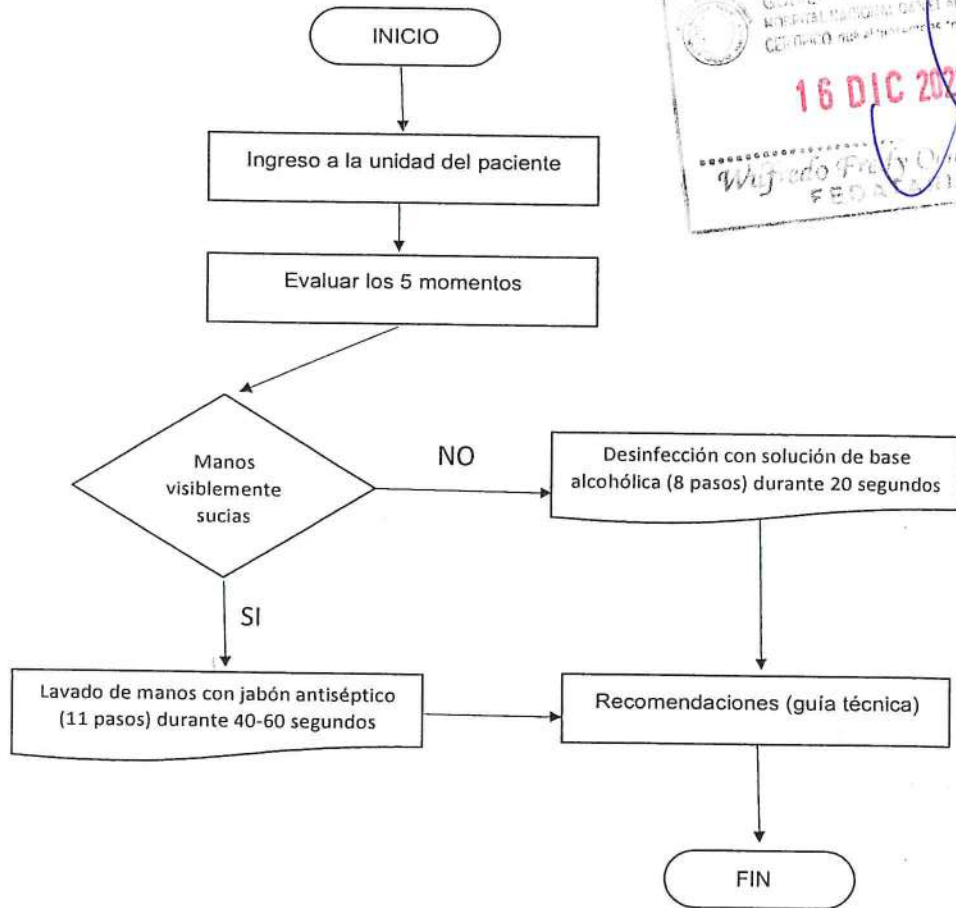 INICIO
16 DIC 202
Ingreso a la unidad del paciente
Evaluar los 5 momentos
Manos
visiblemente
sucias
NO
Desinfección con solución de base
alcohólica (8 pasos) durante 20 segundos
SI
Lavado de manos con jabón antiséptico
(11 pasos) durante 40-60 segundos
Recomendaciones (guía técnica)
FIN